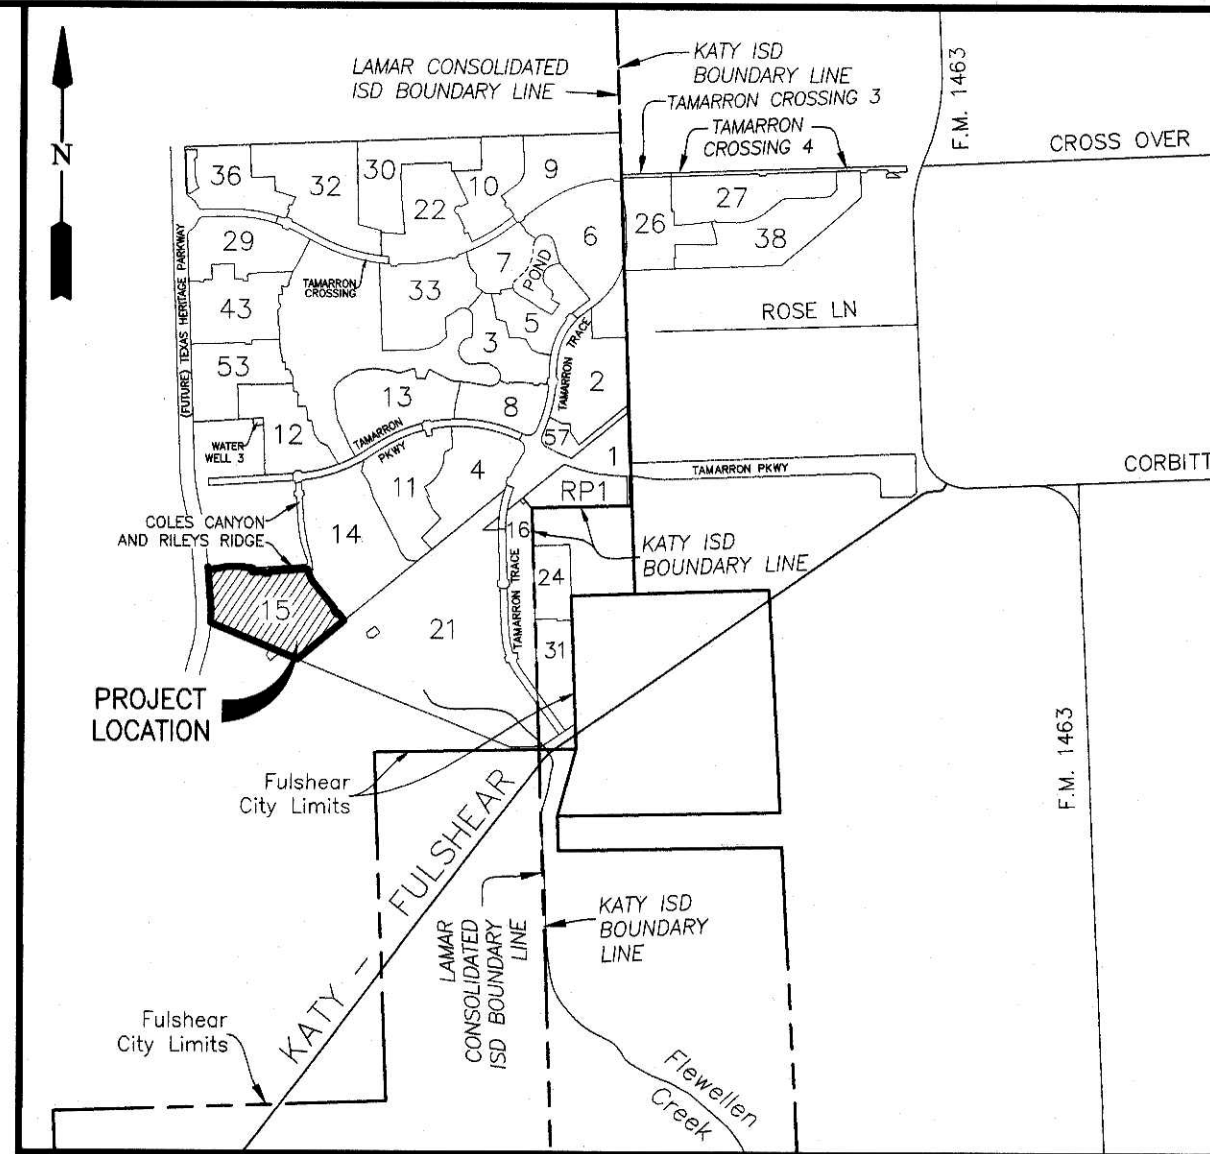 N
LAMAR CONSOLIDATED
ISD BOUNDARY LINE
KATY ISD
BOUNDARY LINE
TAMARRON CROSSING 3
TAMARRON
CROSSING 4
F.M. 1463
CROSS OVER
36
32
30
22
10
9
27
26
38
6
29
TAMARRON
CROSSING
33
7
POND
(FUTURE) TEXAS HERITAGE PARKWAY
43
5
3
TAMARRON TRACE
ROSE LN
53
2
13
8
12
WATER
WELL 3
TAMARRON
PKWY
57
1
TAMARRON PKWY
CORBITT
11
4
RP1
COLES CANYON
AND RILEYS RIDGE
14
16
KATY ISD
BOUNDARY LINE
TAMARRON TRACE
24
15
21
31
PROJECT
LOCATION
F.M. 1463
Fulshear
City Limits
KATY - FULSHEAR
LAMAR
CONSOLIDATED
ISD BOUNDARY
LINE
KATY ISD
BOUNDARY
LINE
Fulshear
City Limits
Flewellen
Creek